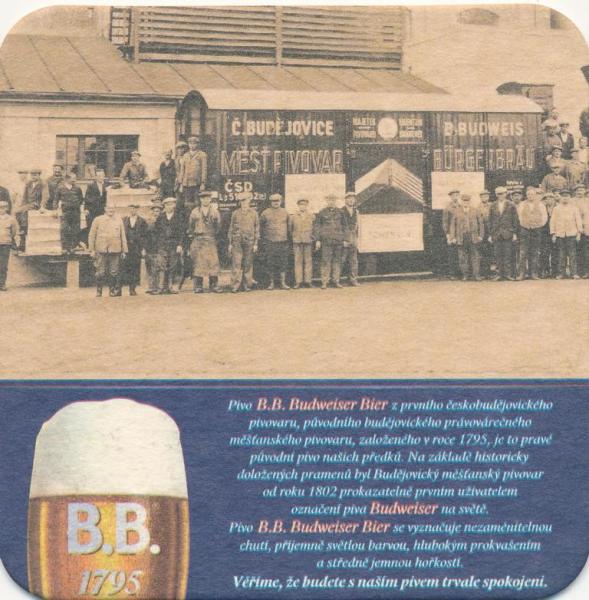 Č. BUDĚJOVICE
B. BUDWEIS
MĚŠŤ PIVOVAR
BÜRGERBRÄU
ČSD
Pivo B.B. Budweiser Bier z prvního českobudějovického
pivovaru, původního budějovického právovárečného
měšťanského pivovaru, založeného v roce 1795, je to pravé
původní pivo našich předků. Na základě historicky
doložených pramenů byl Budějovický měšťanský pivovar
od roku 1802 prokazatelně prvním uživatelem
označení piva Budweiser na světě.
Pivo B.B. Budweiser Bier se vyznačuje nezaměnitelnou
chutí, příjemně světlou barvou, hlubokým prokvašením
a středně jemnou hořkostí.
Věříme, že budete s naším pivem trvale spokojeni.
B.B.
1795